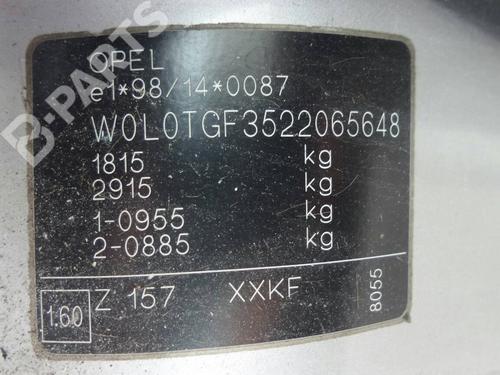 B-PARTS
OPEL
e1*98/14*0087
W0L0TGF3522065648
1815 kg
2915 kg
1-0955 kg
2-0885 kg
Z 157 XXKF
1.60
8055